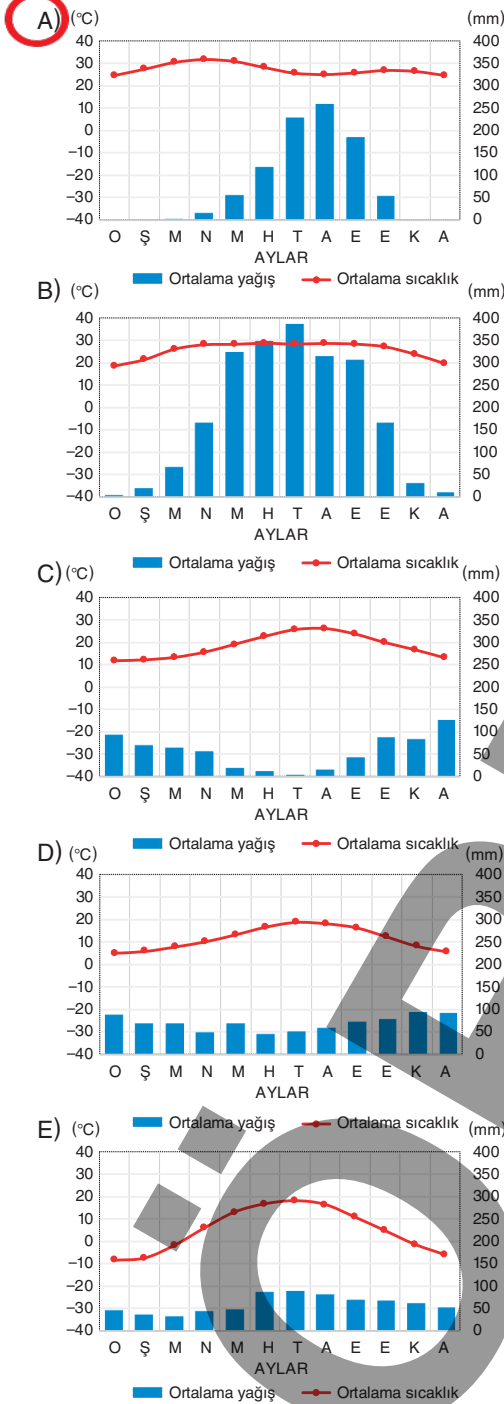 A) (°C) (mm)
40 400
30 350
20 300
10 250
0 200
–10 150
–20 100
–30 50
–40 0
O Ş M N M H T A E E K A
AYLAR
Ortalama yağış Ortalama sıcaklık
B) (°C) (mm)
40 400
30 350
20 300
10 250
0 200
–10 150
–20 100
–30 50
–40 0
O Ş M N M H T A E E K A
AYLAR
Ortalama yağış Ortalama sıcaklık
C) (°C) (mm)
40 400
30 350
20 300
10 250
0 200
–10 150
–20 100
–30 50
–40 0
O Ş M N M H T A E E K A
AYLAR
Ortalama yağış Ortalama sıcaklık
D) (°C) (mm)
40 400
30 350
20 300
10 250
0 200
–10 150
–20 100
–30 50
–40 0
O Ş M N M H T A E E K A
AYLAR
Ortalama yağış Ortalama sıcaklık
E) (°C) (mm)
40 400
30 350
20 300
10 250
0 200
–10 150
–20 100
–30 50
–40 0
O Ş M N M H T A E E K A
AYLAR
Ortalama yağış Ortalama sıcaklık